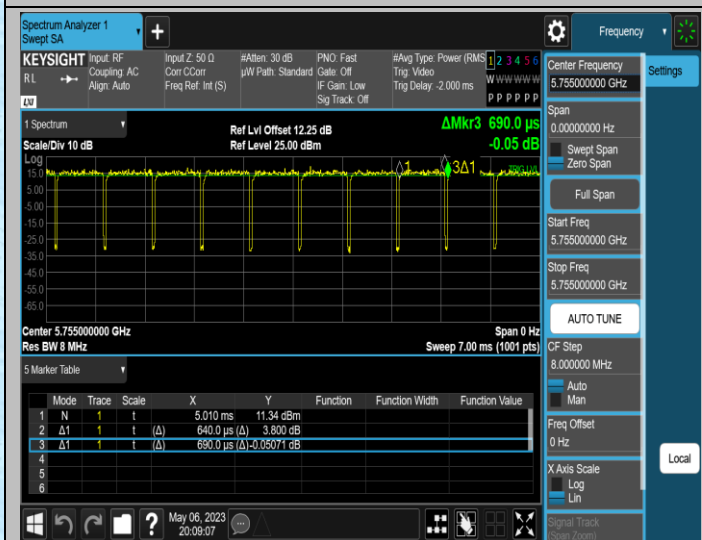 Spectrum Analyzer 1
Swept SA
+
Frequency
KEYSIGHT
RL
LXI
Input: RF
Coupling: AC
Align: Auto
Input Z: 50 Ω
Corr CCorr
Freq Ref: Int (S)
#Atten: 30 dB
µW Path: Standard
PNO: Fast
Gate: Off
IF Gain: Low
Sig Track: Off
#Avg Type: Power (RMS
Trig: Video
Trig Delay: -2.000 ms
1 2 3 4 5 6
W W W W W W
P P P P P P
1 Spectrum
Scale/Div 10 dB
Log
Ref Lvl Offset 12.25 dB
Ref Level 25.00 dBm
ΔMkr3 690.0 µs
-0.05 dB
15.0
5.00
-5.00
-15.0
-25.0
-35.0
-45.0
-55.0
-65.0
1
3Δ1
Center 5.755000000 GHz
Res BW 8 MHz
Span 0 Hz
Sweep 7.00 ms (1001 pts)
5 Marker Table
Mode Trace Scale X Y Function Function Width Function Value
1 N 1 t 5.010 ms 11.34 dBm
2 Δ1 1 t (Δ) 640.0 µs (Δ) 3.800 dB
3 Δ1 1 t (Δ) 690.0 µs (Δ) -0.05071 dB
4
5
6
May 06, 2023
20:09:07
Center Frequency
5.755000000 GHz
Settings
Span
0.00000000 Hz
Swept Span
Zero Span
Full Span
Start Freq
5.755000000 GHz
Stop Freq
5.755000000 GHz
AUTO TUNE
CF Step
8.000000 MHz
Auto
Man
Freq Offset
0 Hz
X Axis Scale
Log
Lin
Signal Track
(Span Zoom)
Local